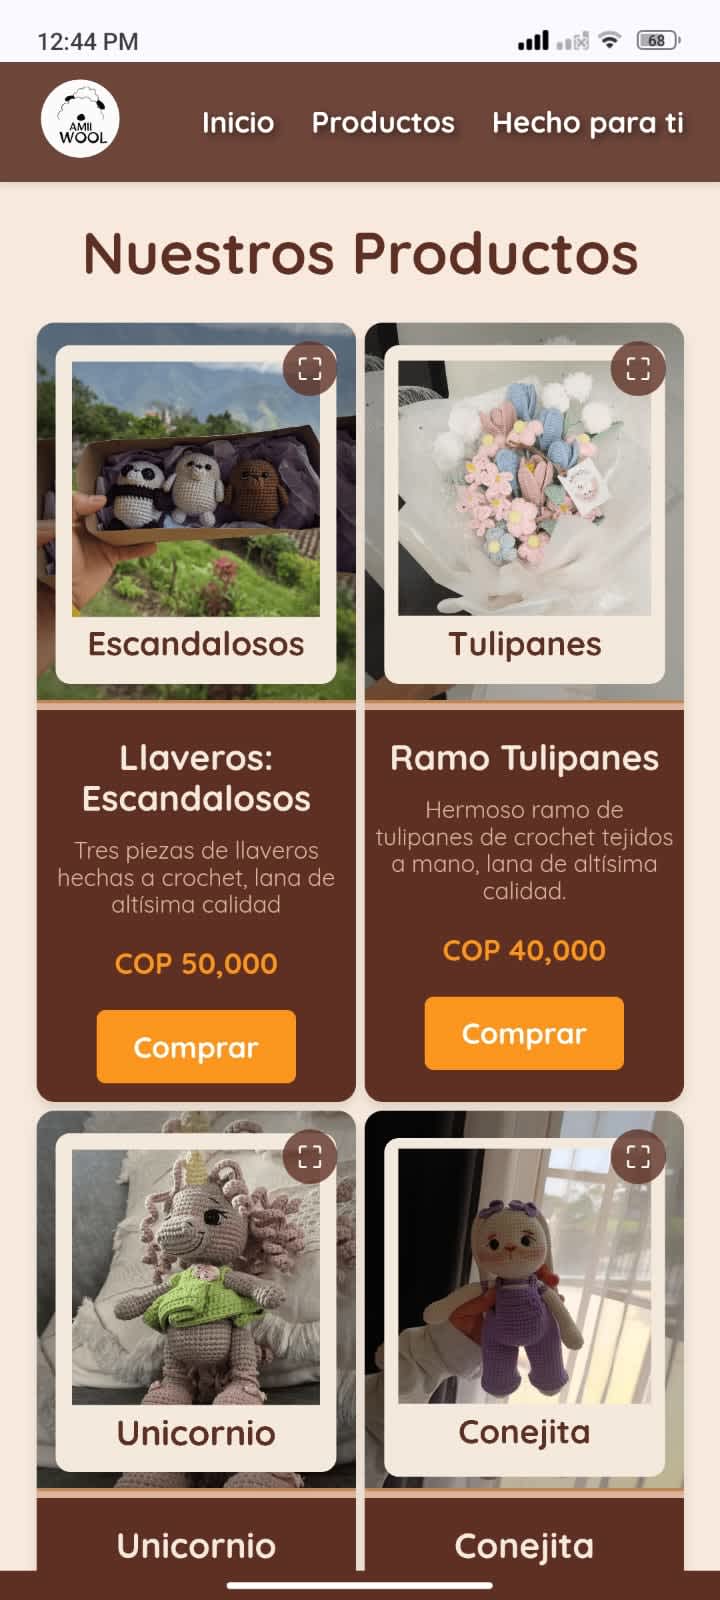 12:44 PM
68
AMII
WOOL
Inicio Productos Hecho para ti
Nuestros Productos
Escandalosos
Tulipanes
Llaveros:
Escandalosos
Tres piezas de llaveros
hechas a crochet, lana de
altísima calidad
COP 50,000
Comprar
Ramo Tulipanes
Hermoso ramo de
tulipanes de crochet tejidos
a mano, lana de altísima
calidad.
COP 40,000
Comprar
Unicornio
Conejita
Unicornio
Conejita